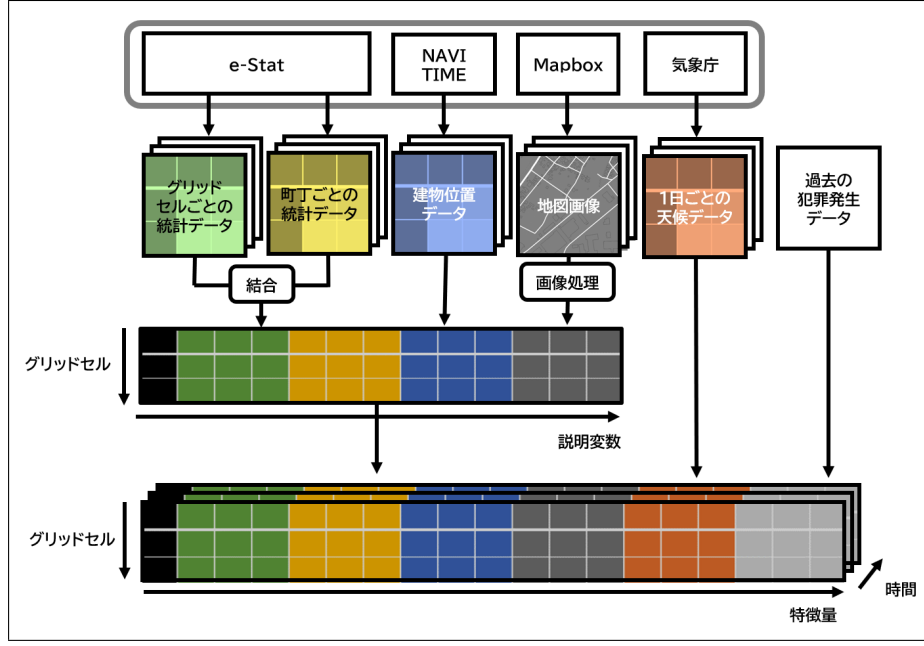 e-Stat
NAVI
TIME
Mapbox
気象庁
グリッド
セルごとの
統計データ
町丁ごとの
統計データ
建物位置
データ
地図画像
1日ごとの
天候データ
過去の
犯罪発生
データ
結合
画像処理
グリッドセル
説明変数
グリッドセル
時間
特徴量